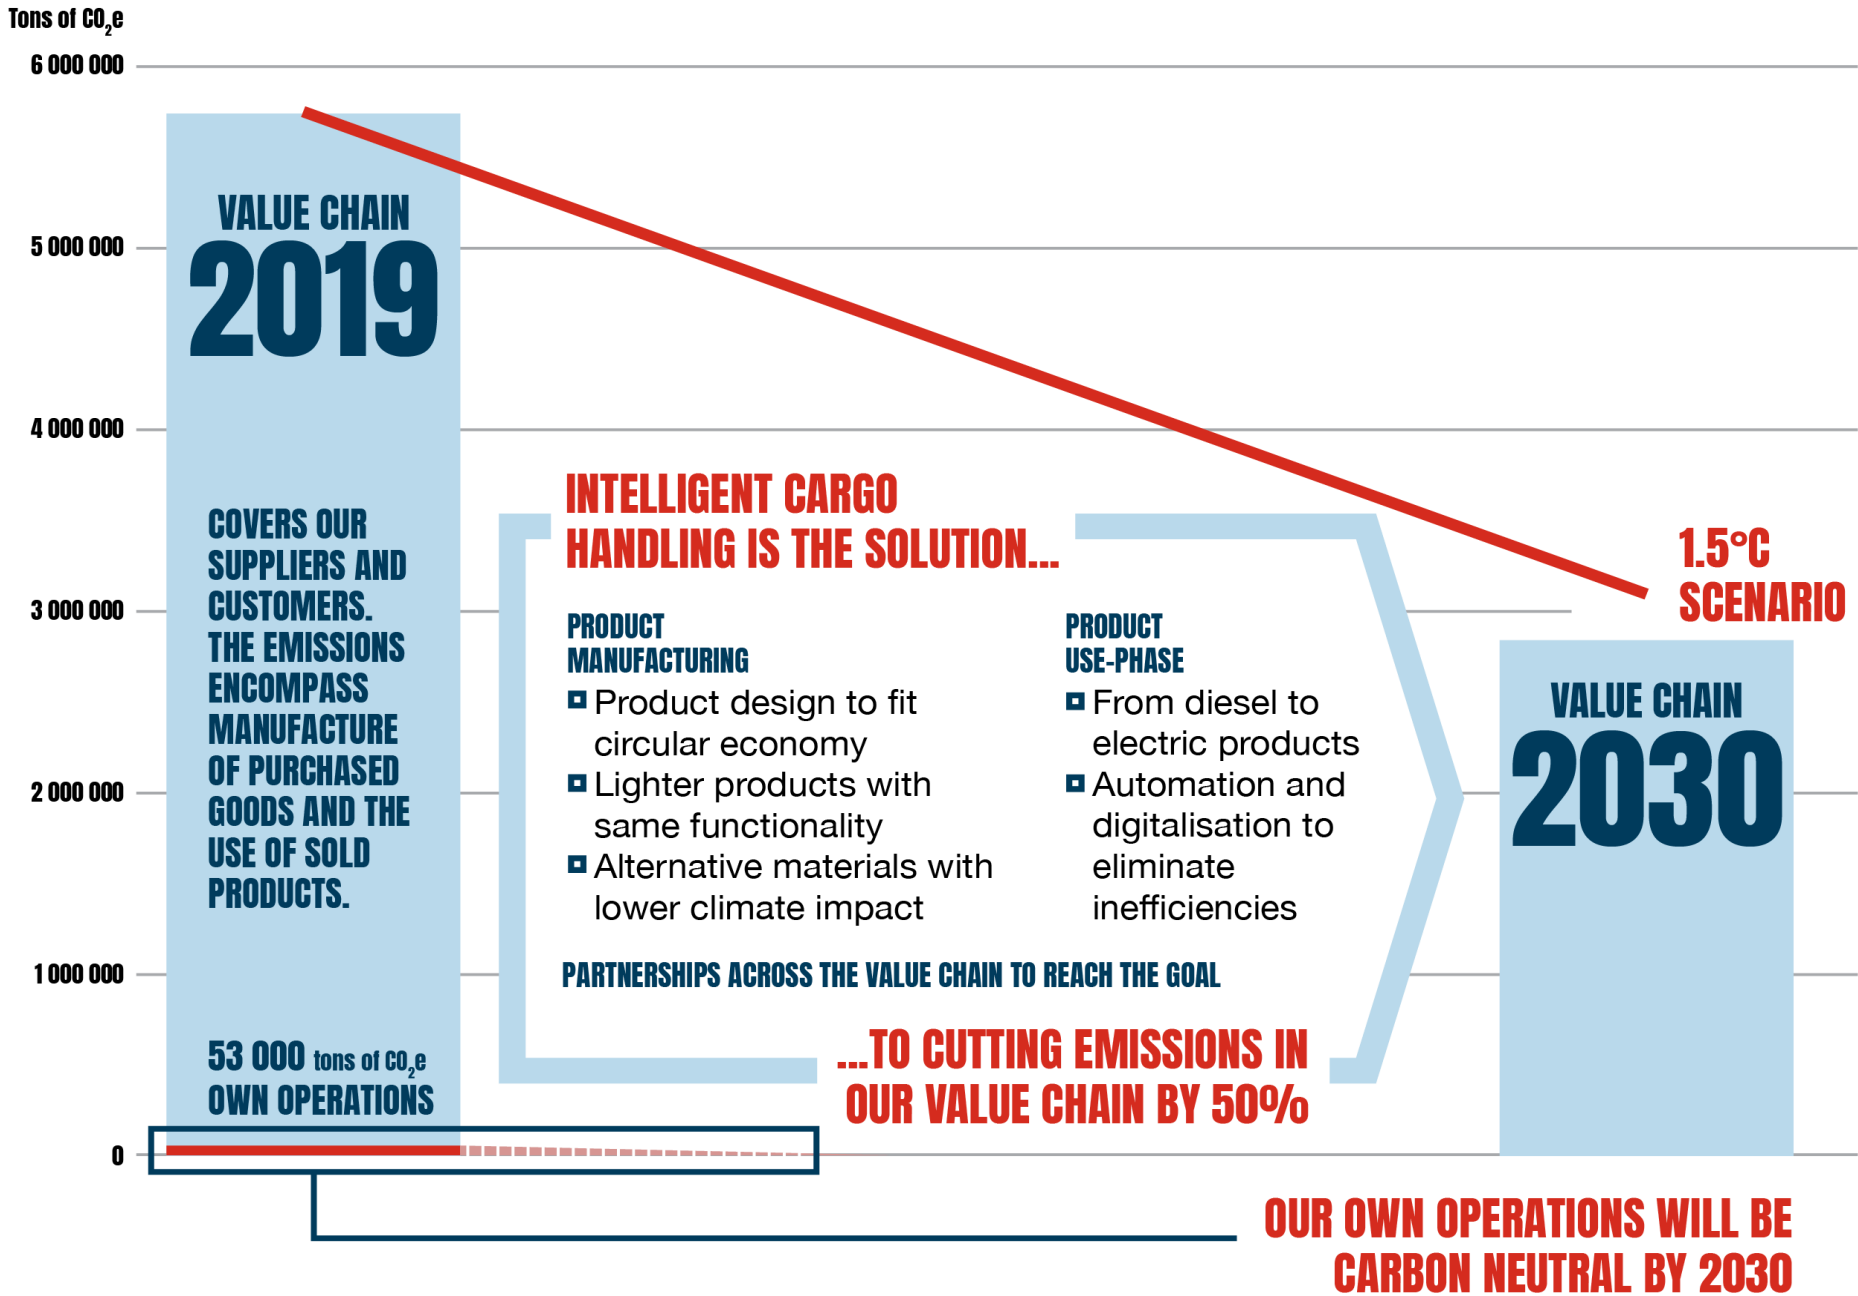 Tons of CO2e
6 000 000
5 000 000
4 000 000
3 000 000
2 000 000
1 000 000
0
VALUE CHAIN
2019
COVERS OUR
SUPPLIERS AND
CUSTOMERS.
THE EMISSIONS
ENCOMPASS
MANUFACTURE
OF PURCHASED
GOODS AND THE
USE OF SOLD
PRODUCTS.
53 000 tons of CO2e
OWN OPERATIONS
INTELLIGENT CARGO
HANDLING IS THE SOLUTION...
PRODUCT
MANUFACTURING
Product design to fit
circular economy
Lighter products with
same functionality
Alternative materials with
lower climate impact
PRODUCT
USE-PHASE
From diesel to
electric products
Automation and
digitalisation to
eliminate
inefficiencies
PARTNERSHIPS ACROSS THE VALUE CHAIN TO REACH THE GOAL
...TO CUTTING EMISSIONS IN
OUR VALUE CHAIN BY 50%
1.5°C
SCENARIO
VALUE CHAIN
2030
OUR OWN OPERATIONS WILL BE
CARBON NEUTRAL BY 2030